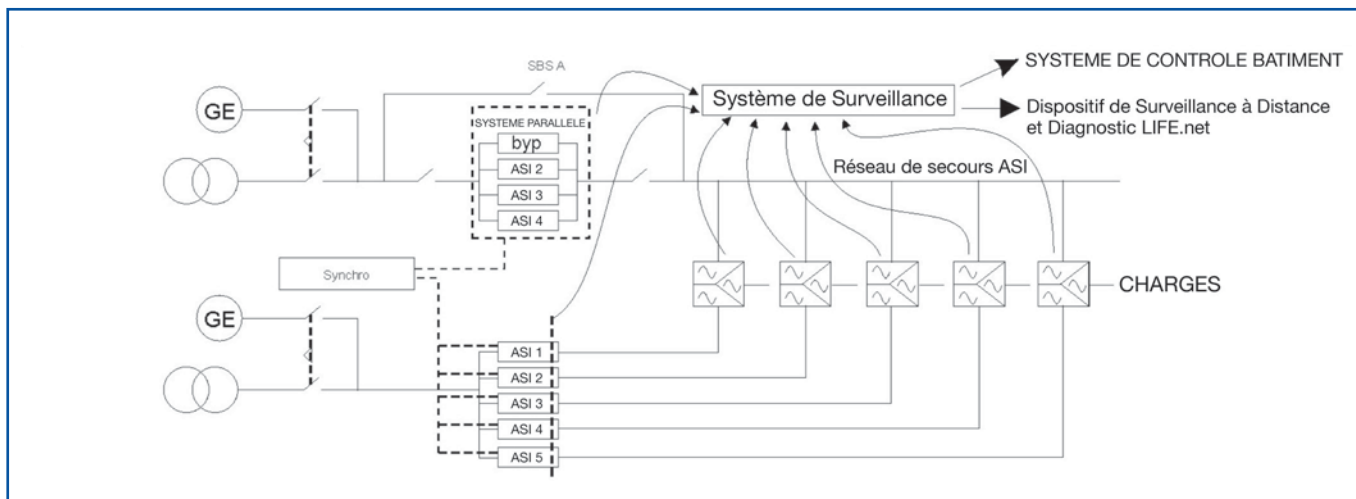 SBS A
SYSTEME DE CONTROLE BATIMENT
GE
Système de Surveillance
Dispositif de Surveillance à Distance
et Diagnostic LIFE.net
SYSTEME PARALLELE
byp
ASI 2
ASI 3
ASI 4
Réseau de secours ASI
Synchro
CHARGES
GE
ASI 1
ASI 2
ASI 3
ASI 4
ASI 5